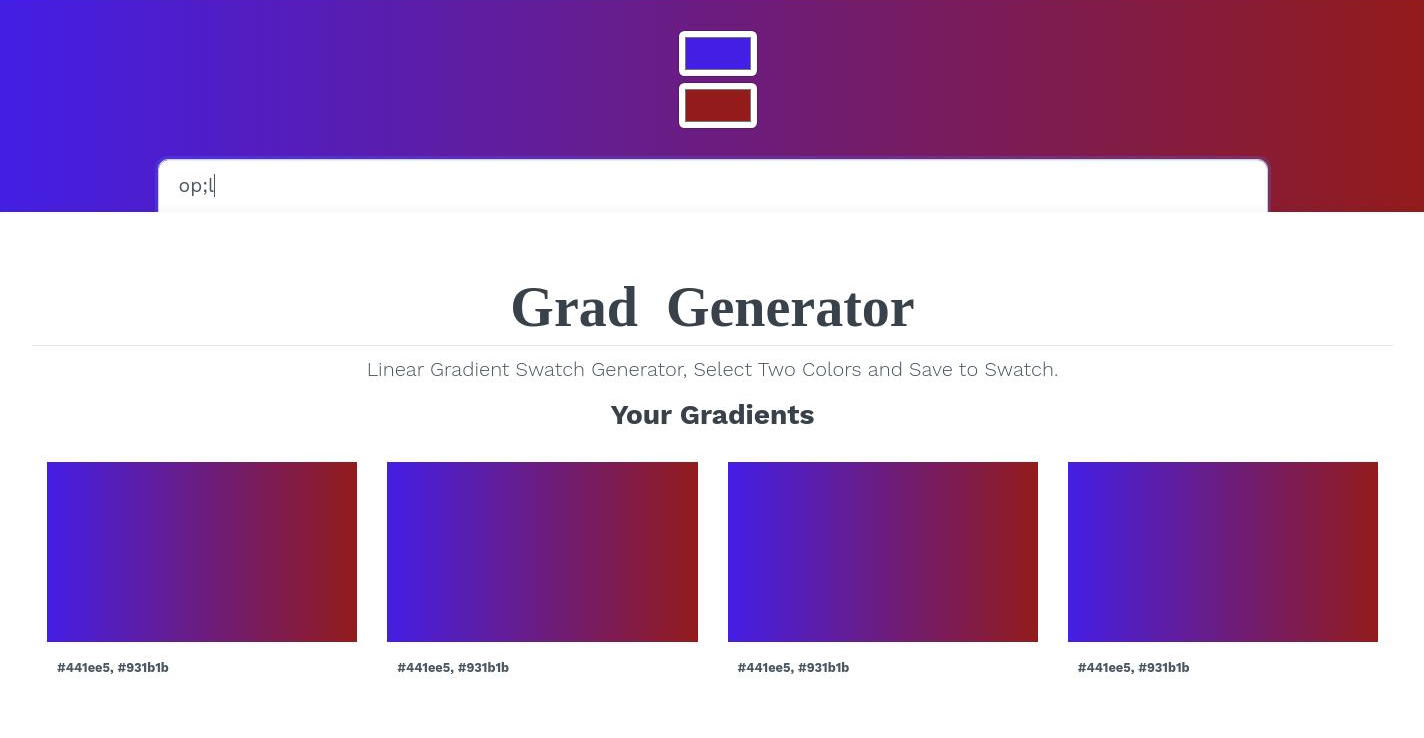 op;l
Grad Generator
Linear Gradient Swatch Generator, Select Two Colors and Save to Swatch.
Your Gradients
#441ee5, #931b1b
#441ee5, #931b1b
#441ee5, #931b1b
#441ee5, #931b1b